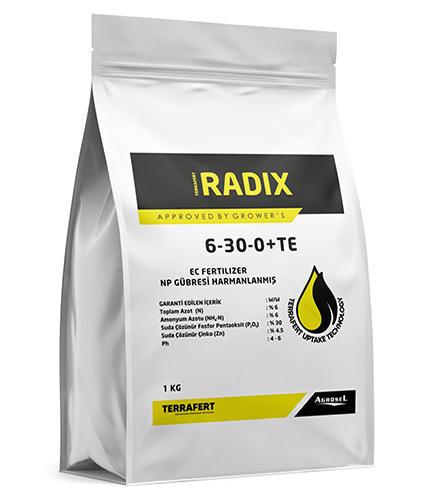 TERRAFERT
RADIX
APPROVED BY GROWER'S
6-30-0+TE
EC FERTILIZER
NP GÜBRESİ HARMANLANMIŞ
GARANTİ EDİLEN İÇERİK : W/W
Toplam Azot (N) : % 6
Amonyum Azotu (NH₄-N) : % 6
Suda Çözünür Fosfor Pentaoksit (P₂O₅) : % 30
Suda Çözünür Çinko (Zn) : % 4.5
Ph : 4 - 6
TERRAFERT UPTAKE TECHNOLOGY
1 KG
TERRAFERT
AGROSEL